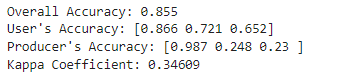 Overall Accuracy: 0.855
User's Accuracy: [0.866 0.721 0.652]
Producer's Accuracy: [0.987 0.248 0.23 ]
Kappa Coefficient: 0.34609